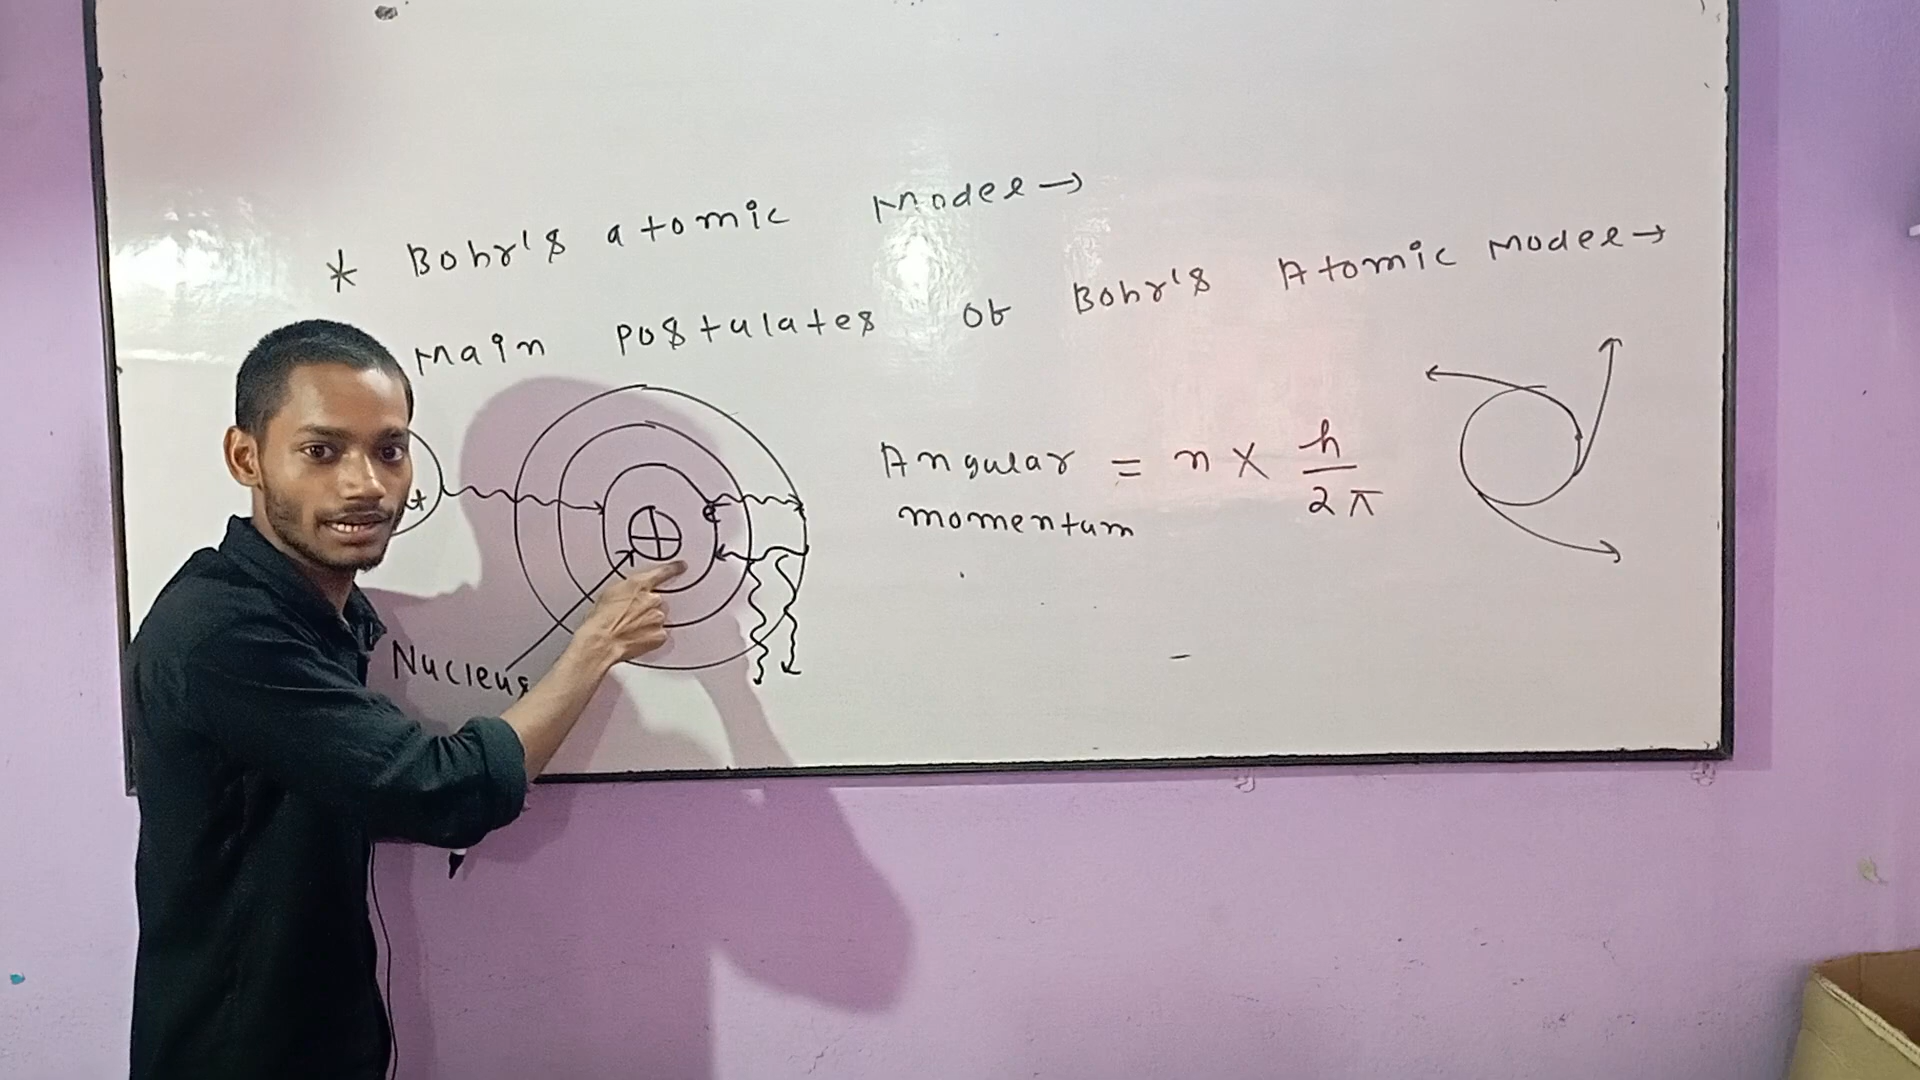 * Bohr's atomic Model →
Main postulates of Bohr's Atomic Model →
Angular momentum = n × h / 2π
e
Nucleus